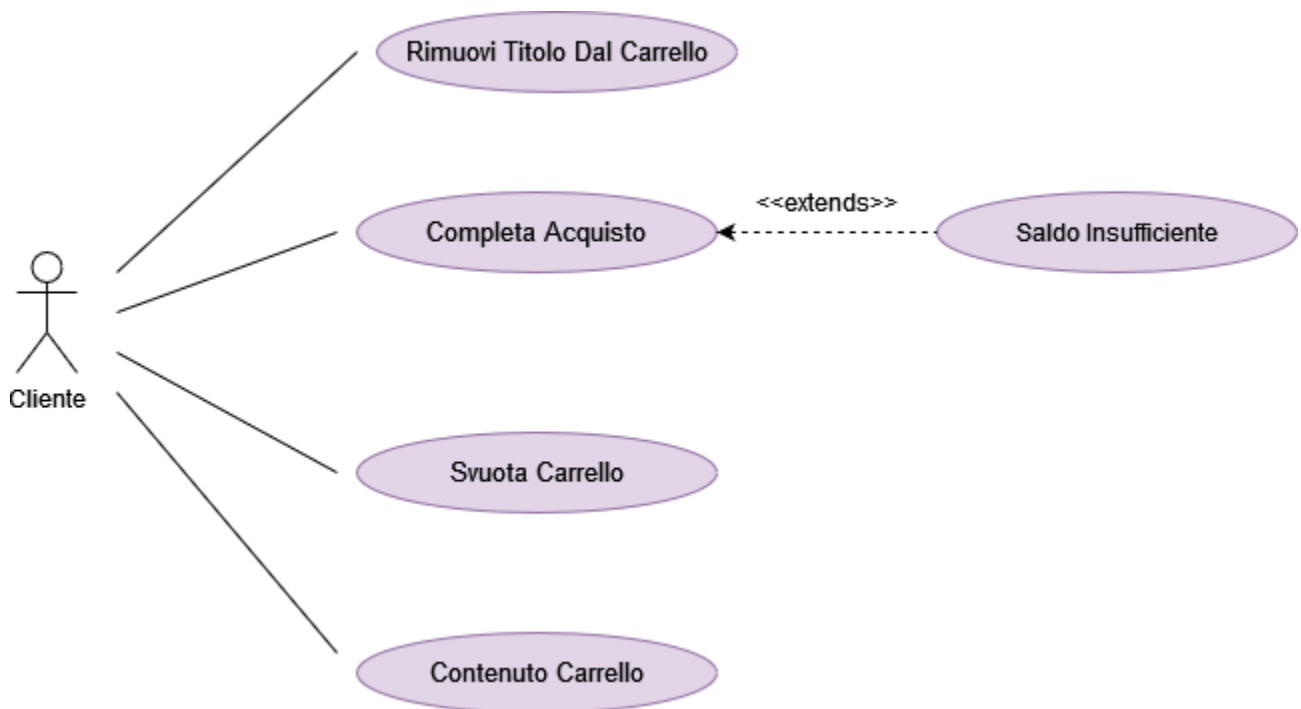 Rimuovi Titolo Dal Carrello
<<extends>>
Completa Acquisto
Saldo Insufficiente
Cliente
Svuota Carrello
Contenuto Carrello